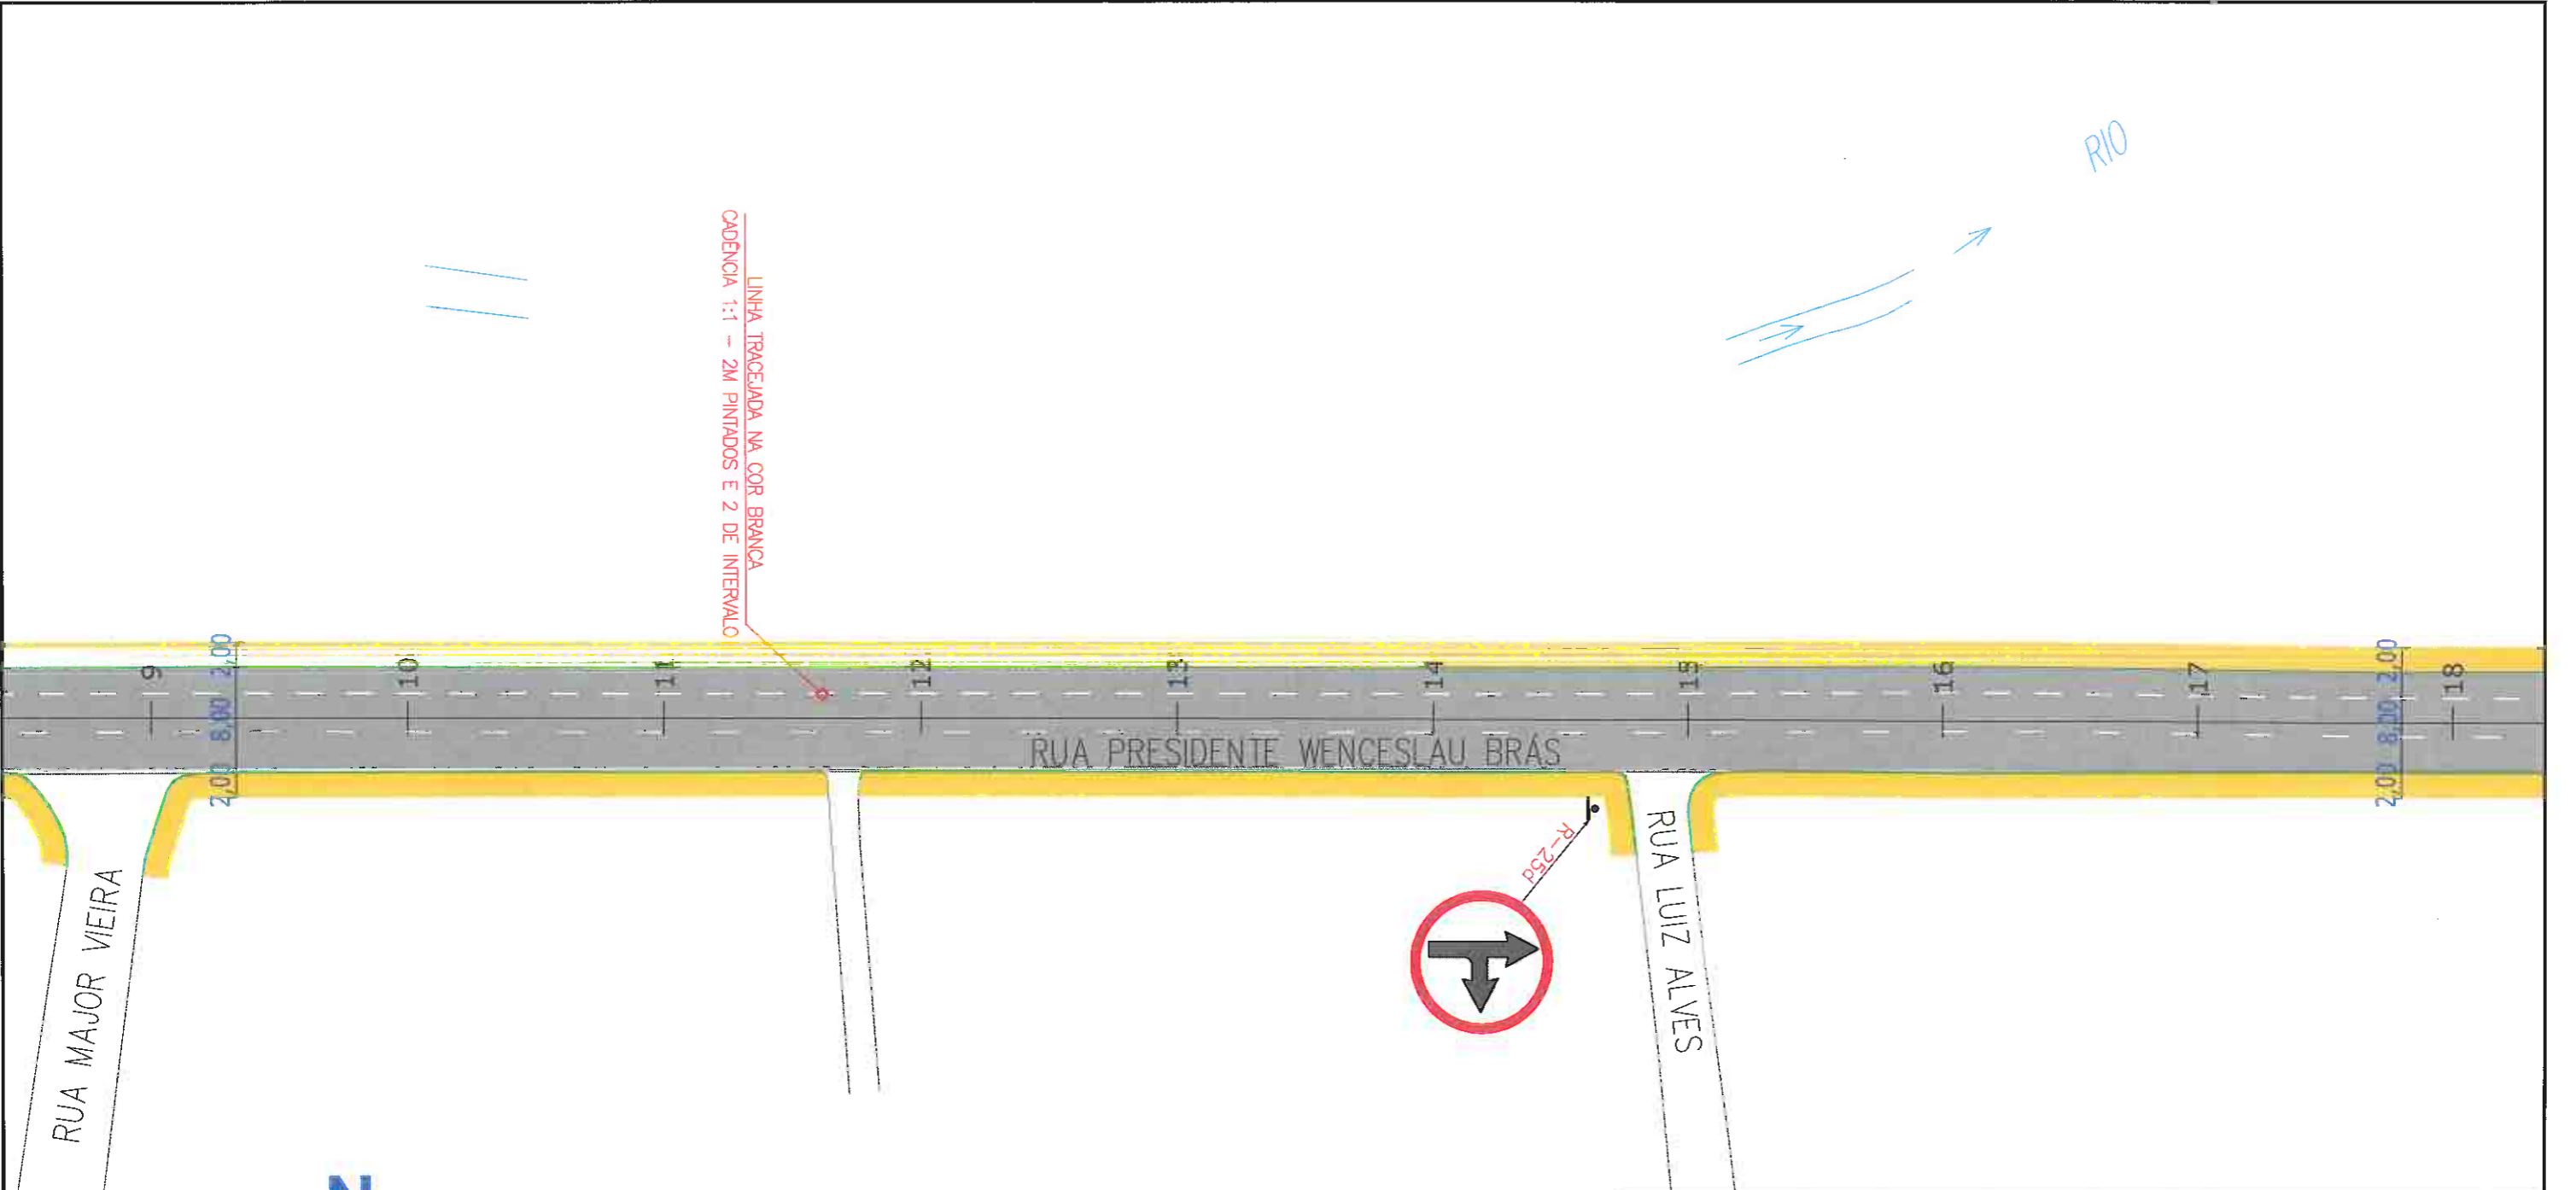 RIO
LINHA TRACEJADA NA COR BRANCA
CADÊNCIA 1:1 - 2M PINTADOS E 2 DE INTERVALO
2,00
8,00
2,00
9
10
11
12
13
14
15
16
17
18
2,00
8,00
2,00
RUA PRESIDENTE WENCESLAU BRÁS
R-25d
RUA MAJOR VIEIRA
RUA LUIZ ALVES
N